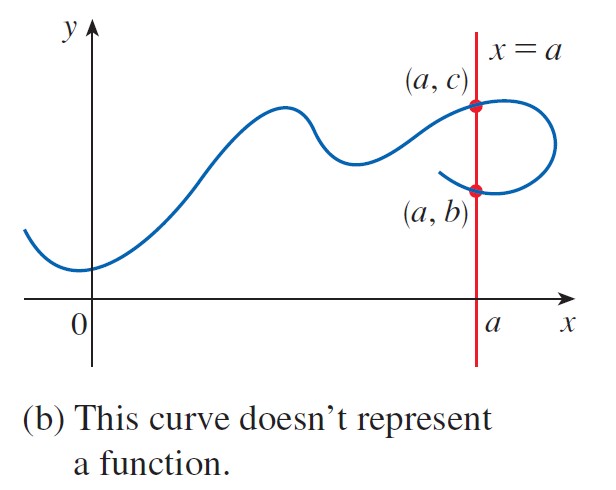 y
x = a
(a, c)
(a, b)
0
a
x
(b) This curve doesn’t represent
a function.